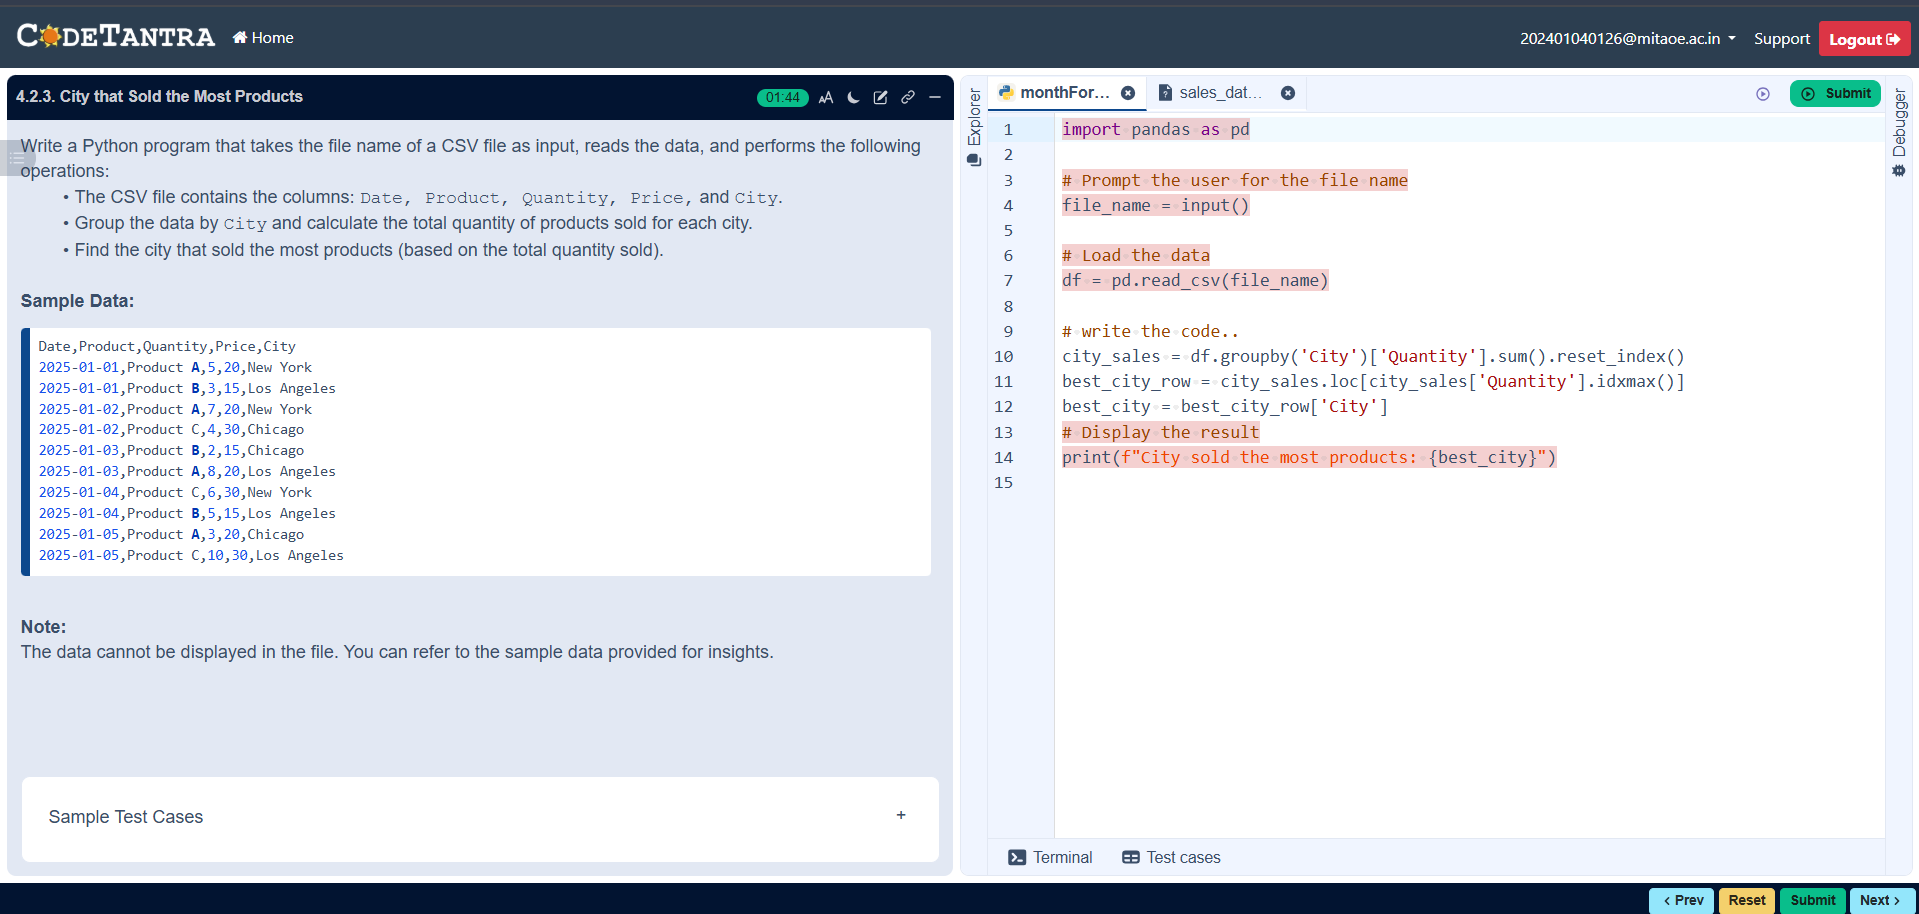 CODETANTRA
Home
202401040126@mitaoe.ac.in
Support
Logout
4.2.3. City that Sold the Most Products
01:44
Write a Python program that takes the file name of a CSV file as input, reads the data, and performs the following
operations:
• The CSV file contains the columns: Date, Product, Quantity, Price, and City.
• Group the data by City and calculate the total quantity of products sold for each city.
• Find the city that sold the most products (based on the total quantity sold).
Sample Data:
Date,Product,Quantity,Price,City
2025-01-01,Product A,5,20,New York
2025-01-01,Product B,3,15,Los Angeles
2025-01-02,Product A,7,20,New York
2025-01-02,Product C,4,30,Chicago
2025-01-03,Product B,2,15,Chicago
2025-01-03,Product A,8,20,Los Angeles
2025-01-04,Product C,6,30,New York
2025-01-04,Product B,5,15,Los Angeles
2025-01-05,Product A,3,20,Chicago
2025-01-05,Product C,10,30,Los Angeles
Note:
The data cannot be displayed in the file. You can refer to the sample data provided for insights.
Sample Test Cases
+
Explorer
monthFor...
sales_dat...
Submit
Debugger
1 import pandas as pd
2
3 # Prompt the user for the file name
4 file_name = input()
5
6 # Load the data
7 df = pd.read_csv(file_name)
8
9 # write the code..
10 city_sales = df.groupby('City')['Quantity'].sum().reset_index()
11 best_city_row = city_sales.loc[city_sales['Quantity'].idxmax()]
12 best_city = best_city_row['City']
13 # Display the result
14 print(f"City sold the most products: {best_city}")
15
Terminal
Test cases
< Prev
Reset
Submit
Next >